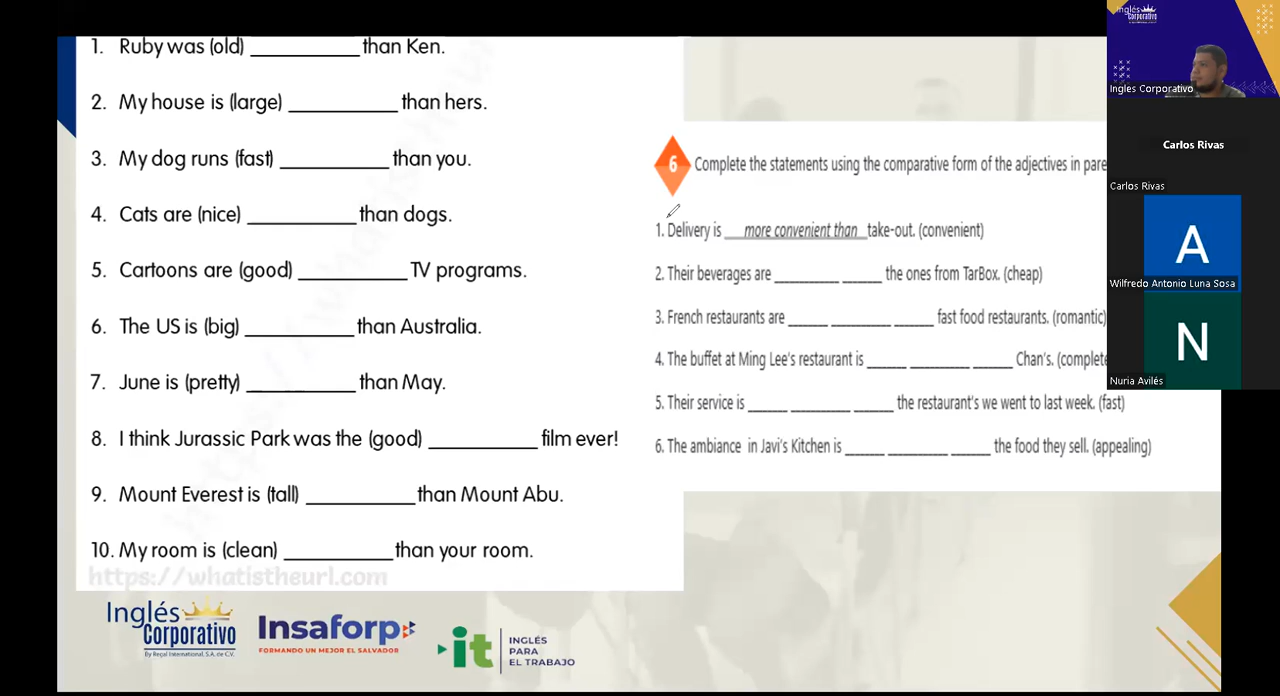 1. Ruby was (old) __________ than Ken.
2. My house is (large) __________ than hers.
3. My dog runs (fast) __________ than you.
4. Cats are (nice) __________ than dogs.
5. Cartoons are (good) __________ TV programs.
6. The US is (big) __________ than Australia.
7. June is (pretty) __________ than May.
8. I think Jurassic Park was the (good) __________ film ever!
9. Mount Everest is (tall) __________ than Mount Abu.
10. My room is (clean) __________ than your room.
https://whatistheurl.com
6 Complete the statements using the comparative form of the adjectives in pare
1. Delivery is __more convenient than__ take-out. (convenient)
2. Their beverages are ________ _____ the ones from TarBox. (cheap)
3. French restaurants are _____ ________ _____ fast food restaurants. (romantic)
4. The buffet at Ming Lee's restaurant is _____ ________ _____ Chan's. (complete
5. Their service is _____ ________ _____ the restaurant's we went to last week. (fast)
6. The ambiance in Javi's Kitchen is _____ ________ _____ the food they sell. (appealing)
Inglés
Corporativo
By Regal International, S.A. de C.V.
Insaforp
FORMANDO UN MEJOR EL SALVADOR
it
INGLÉS
PARA
EL TRABAJO
Inglés
Corporativo
Ingles Corporativo
Carlos Rivas
Carlos Rivas
A
Wilfredo Antonio Luna Sosa
N
Nuria Avilés